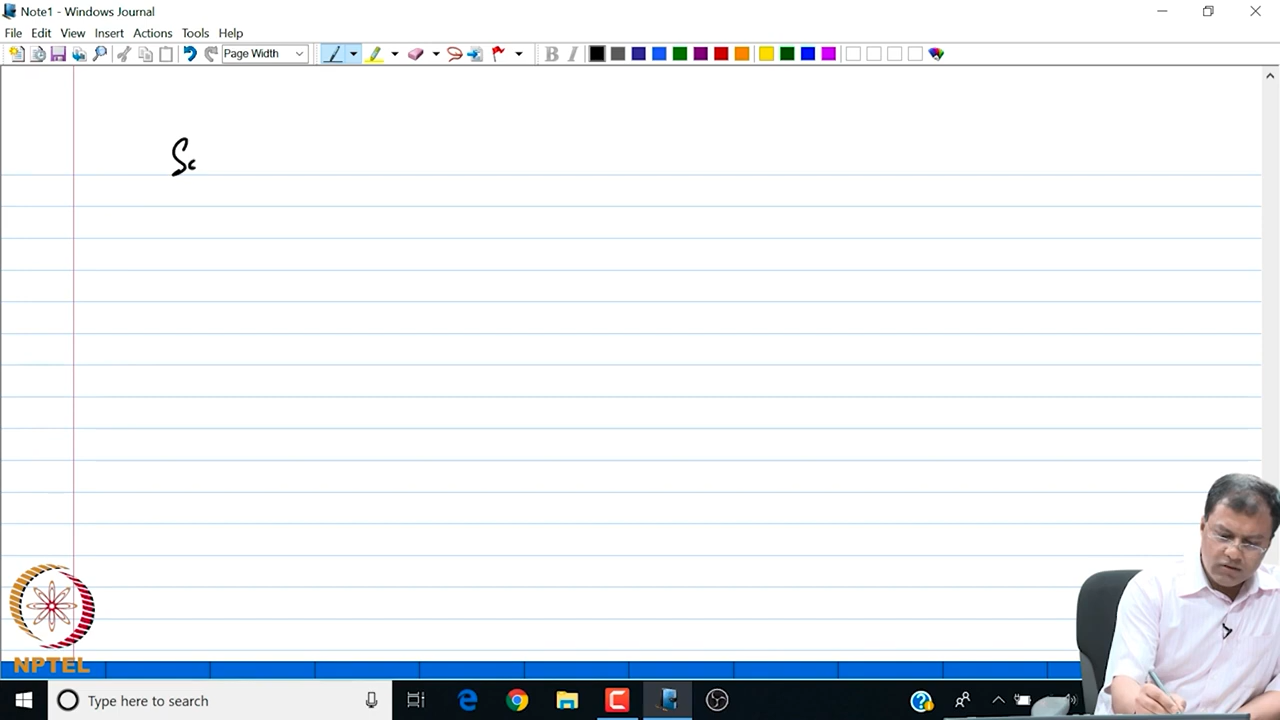 Note1 - Windows Journal
File Edit View Insert Actions Tools Help
Page Width
B I
Sc
NPTEL
Type here to search